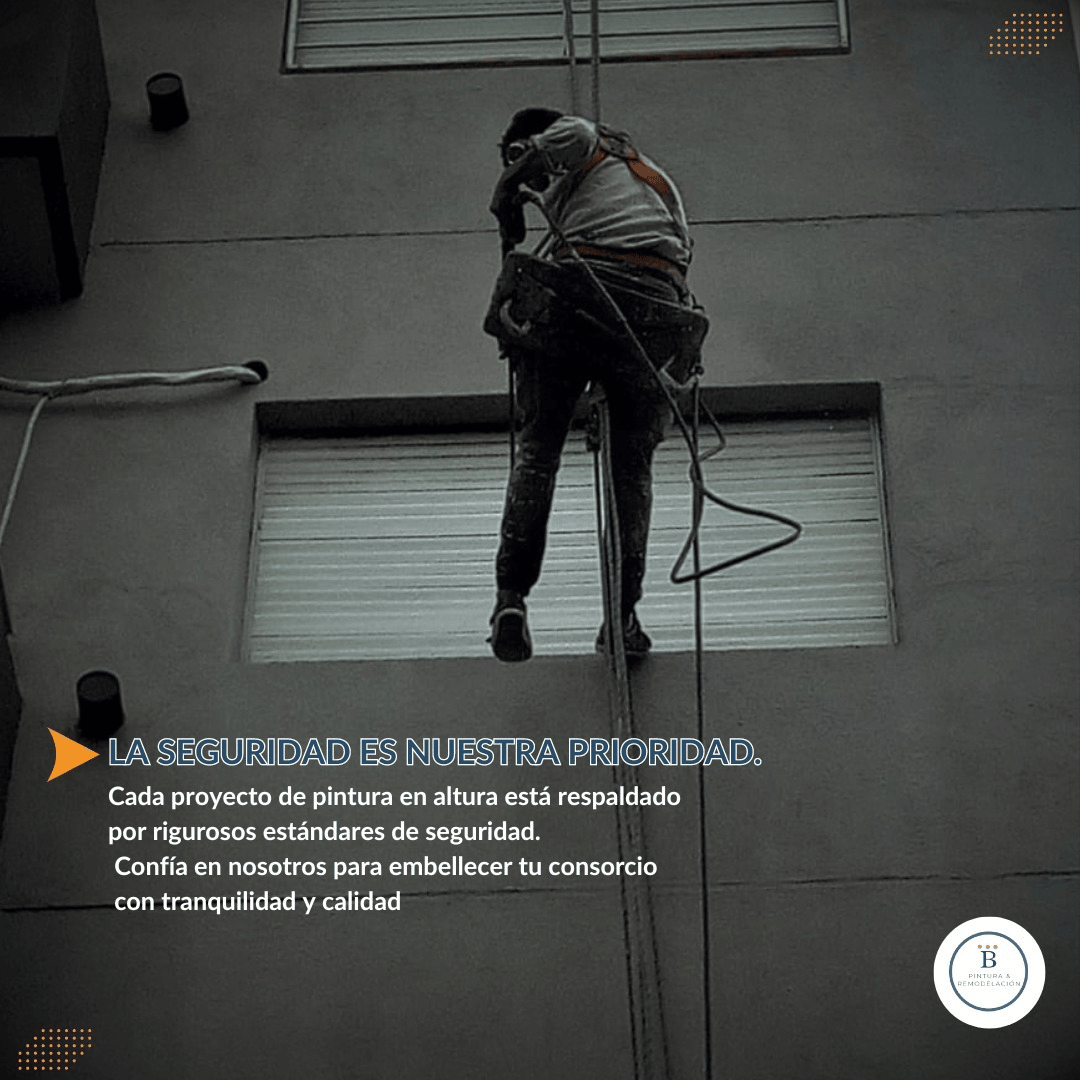 LA SEGURIDAD ES NUESTRA PRIORIDAD.
Cada proyecto de pintura en altura está respaldado
por rigurosos estándares de seguridad.
Confía en nosotros para embellecer tu consorcio
con tranquilidad y calidad
B
PINTURA &
REMODELACIÓN